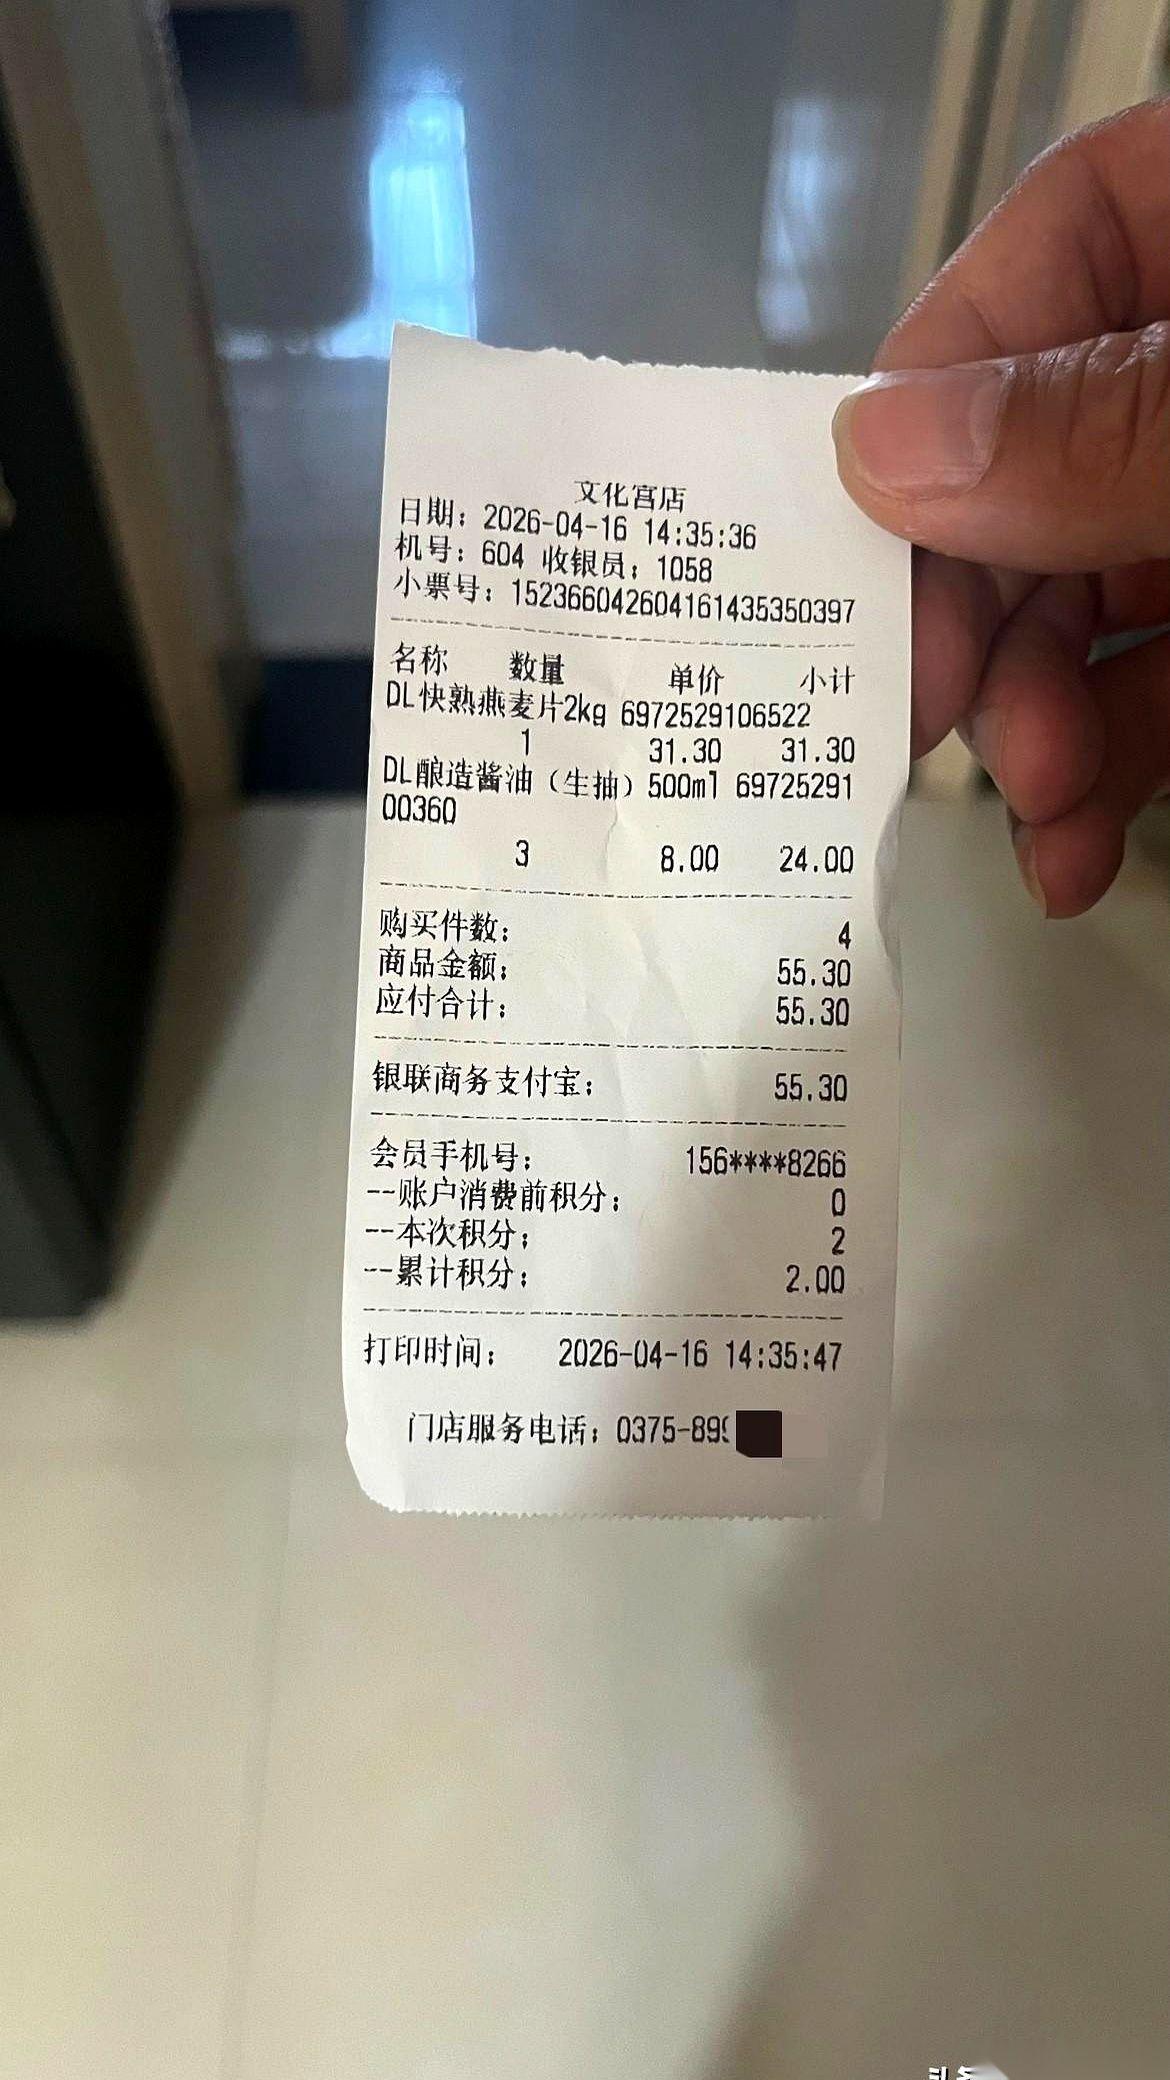 文化宫店
日期：2026-04-16 14:35:36
机号：604 收银员：1058
小票号：152366042604161435350397
名称 数量 单价 小计
DL快熟燕麦片2kg 6972529106522
1 31.30 31.30
DL酿造酱油（生抽）500ml 69725291
00360
3 8.00 24.00
购买件数： 4
商品金额： 55.30
应付合计： 55.30
银联商务支付宝： 55.30
会员手机号： 156****8266
--账户消费前积分： 0
--本次积分： 2
--累计积分： 2.00
打印时间： 2026-04-16 14:35:47
门店服务电话：0375-89